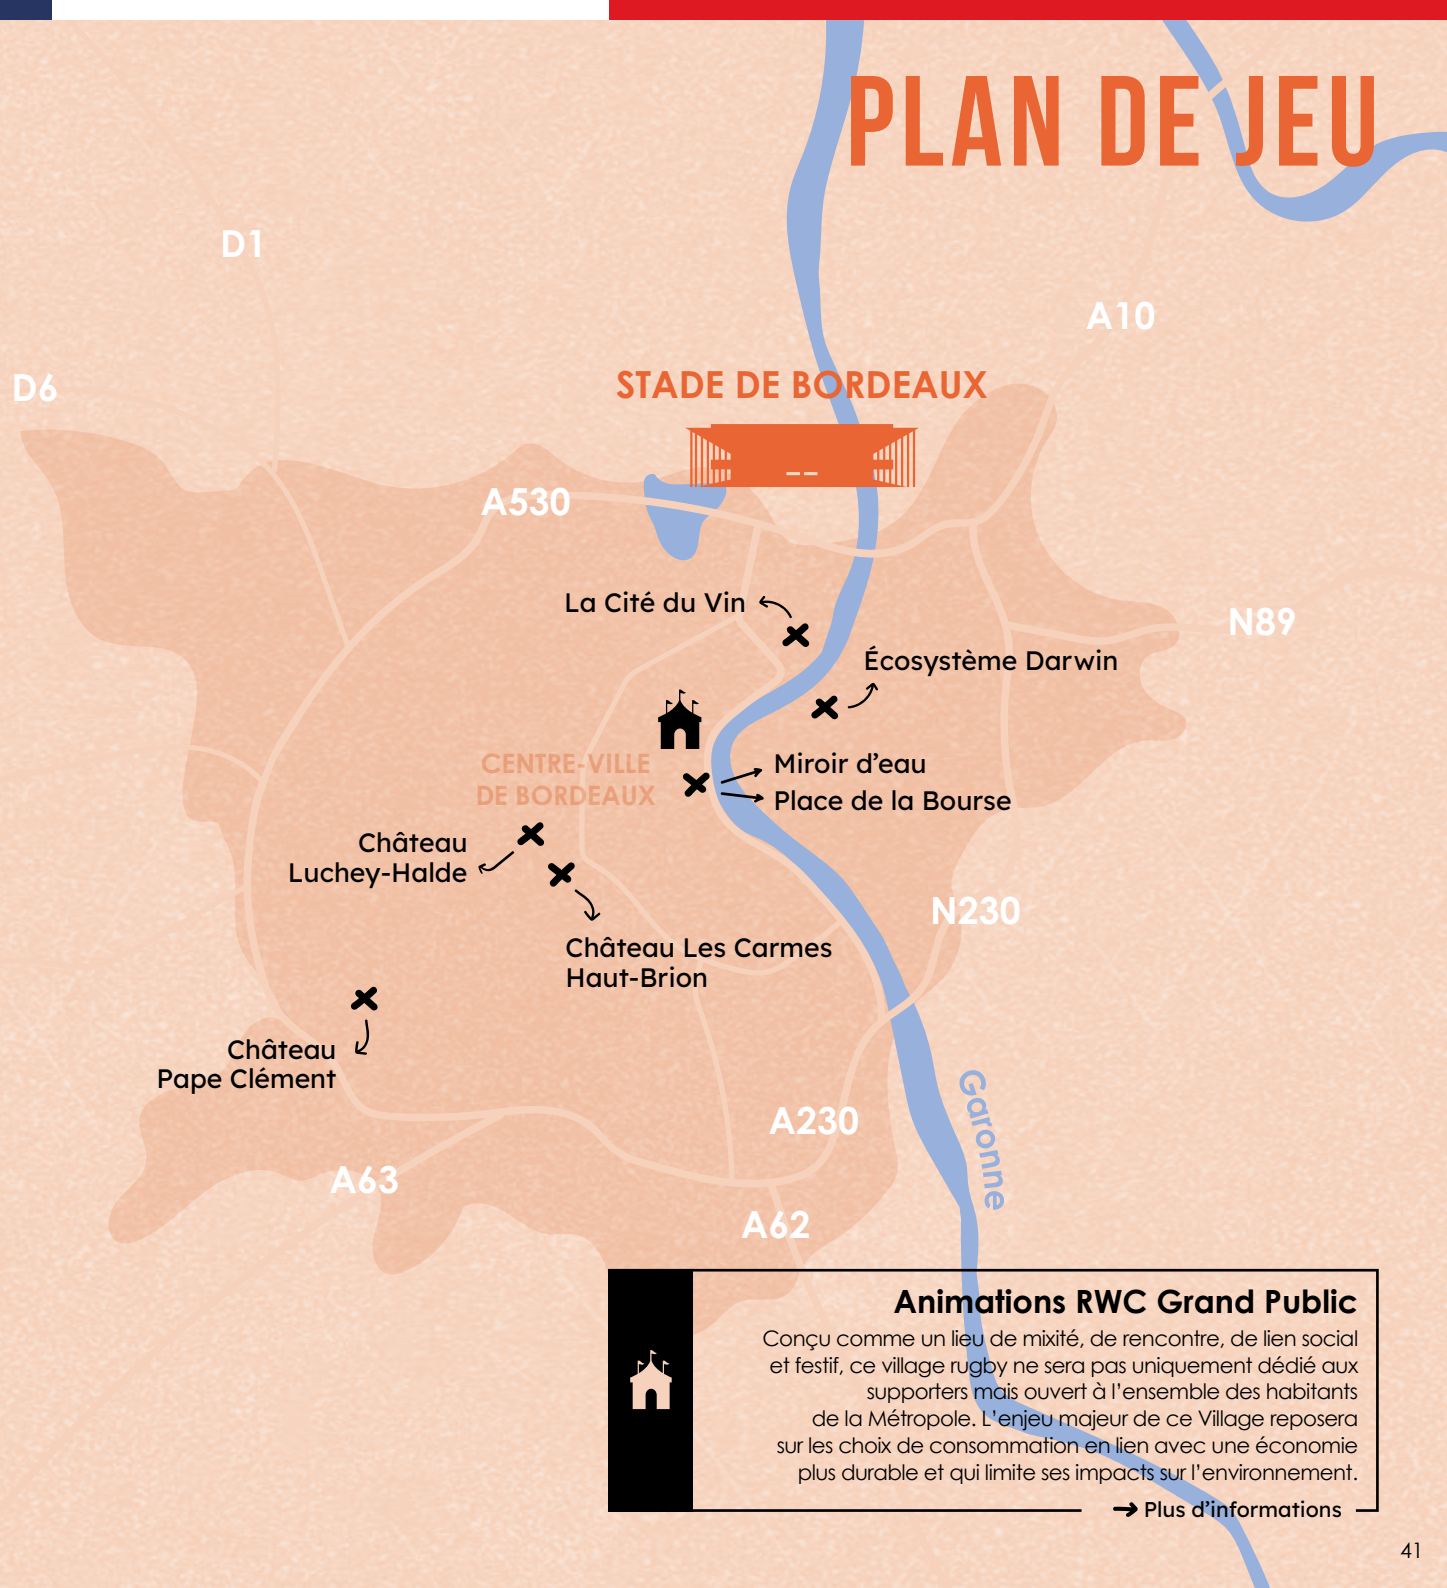 PLAN DE JEU
D1
A10
D6
STADE DE BORDEAUX
A530
La Cité du Vin
N89
Écosystème Darwin
CENTRE-VILLE
DE BORDEAUX
Miroir d’eau
Place de la Bourse
Château
Luchey-Halde
N230
Château Les Carmes
Haut-Brion
Château
Pape Clément
Garonne
A230
A63
A62
Animations RWC Grand Public
Conçu comme un lieu de mixité, de rencontre, de lien social
et festif, ce village rugby ne sera pas uniquement dédié aux
supporters mais ouvert à l’ensemble des habitants
de la Métropole. L’enjeu majeur de ce Village reposera
sur les choix de consommation en lien avec une économie
plus durable et qui limite ses impacts sur l’environnement.
➞ Plus d’informations
41